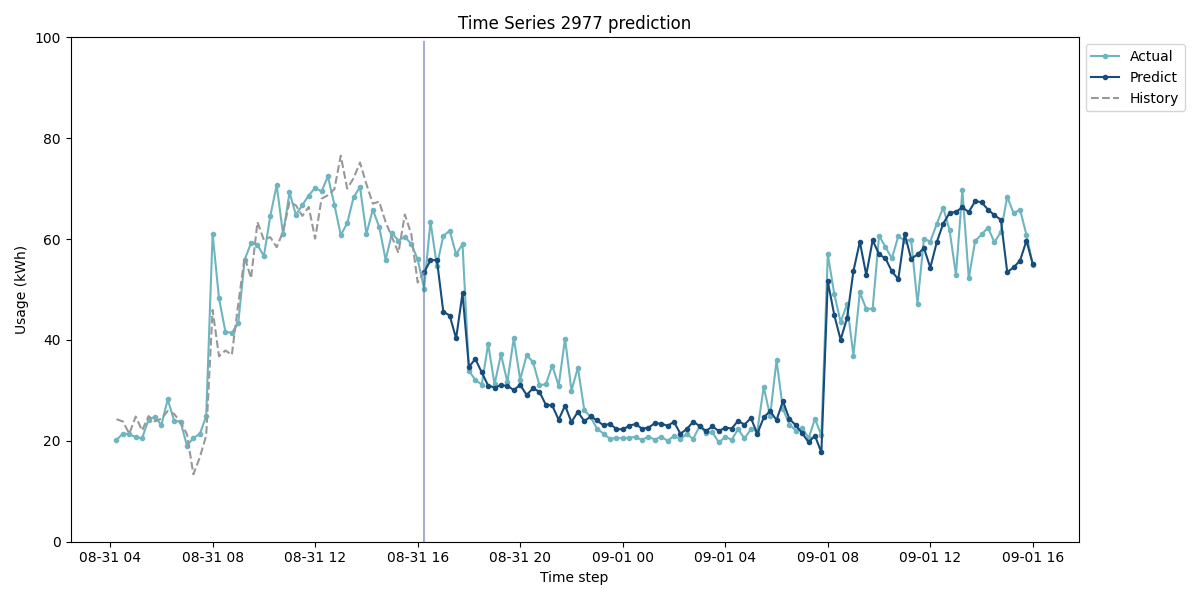 Time Series 2977 prediction
100
80
60
40
20
0
Usage (kWh)
08-31 04
08-31 08
08-31 12
08-31 16
08-31 20
09-01 00
09-01 04
09-01 08
09-01 12
09-01 16
Time step
Actual
Predict
History